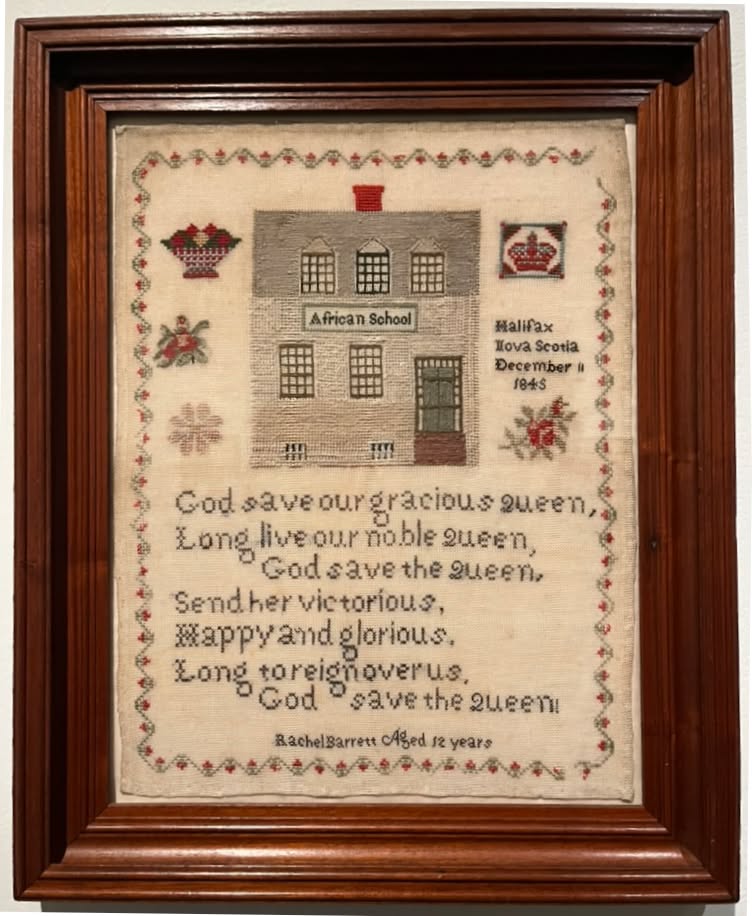 African School
Halifax
Nova Scotia
December 11
1845
God save our gracious Queen,
Long live our noble Queen,
God save the Queen,
Send her victorious,
Happy and glorious,
Long to reign over us,
God save the Queen!
Rachel Barrett Aged 12 years